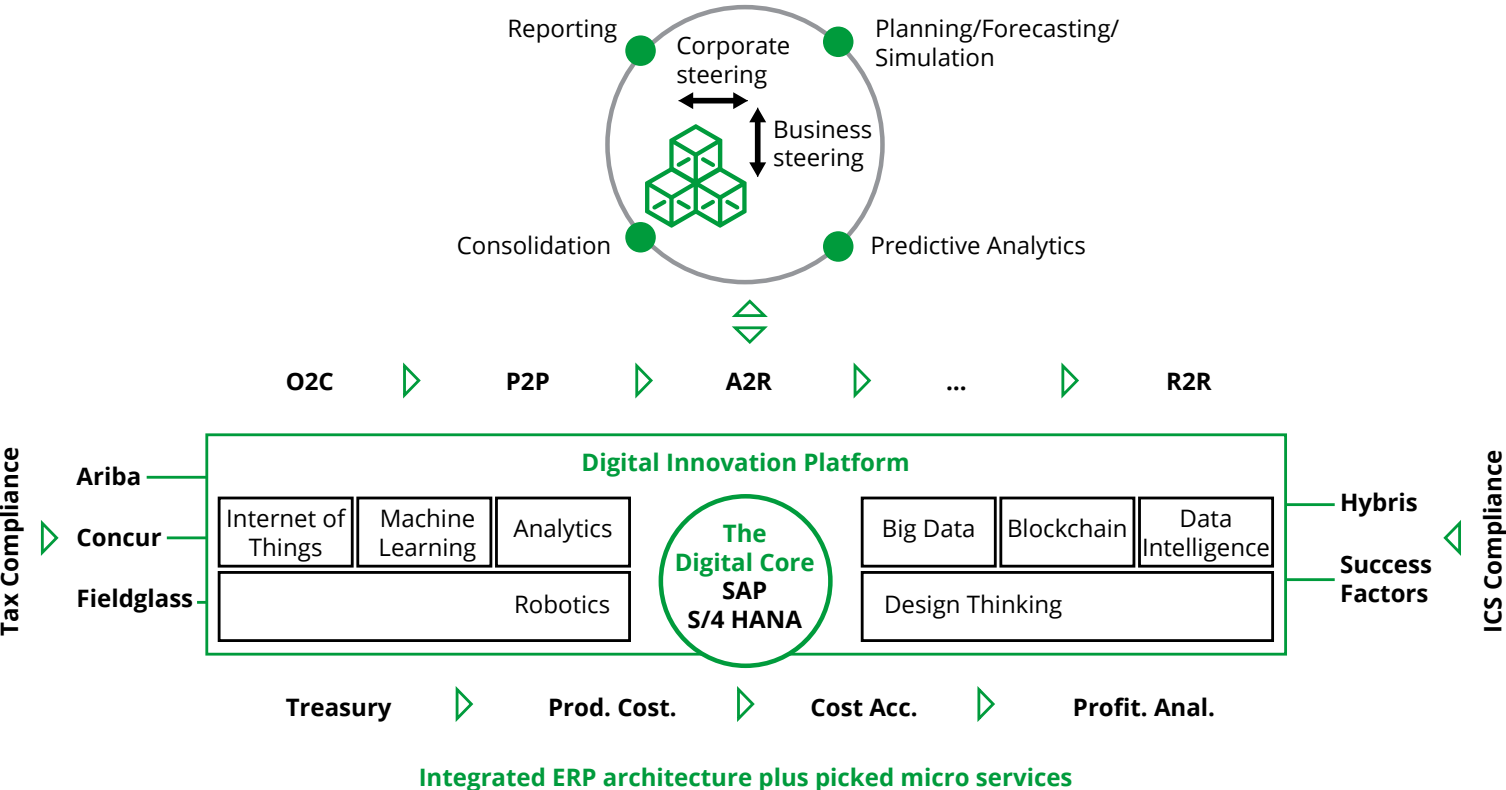 Reporting
Planning/Forecasting/
Simulation
Corporate
steering
Business
steering
Consolidation
Predictive Analytics
O2C
P2P
A2R
...
R2R
Tax Compliance
Ariba
Concur
Fieldglass
Digital Innovation Platform
Internet of
Things
Machine
Learning
Analytics
Robotics
The
Digital Core
SAP
S/4 HANA
Big Data
Blockchain
Data
Intelligence
Design Thinking
Hybris
Success
Factors
ICS Compliance
Treasury
Prod. Cost.
Cost Acc.
Profit. Anal.
Integrated ERP architecture plus picked micro services